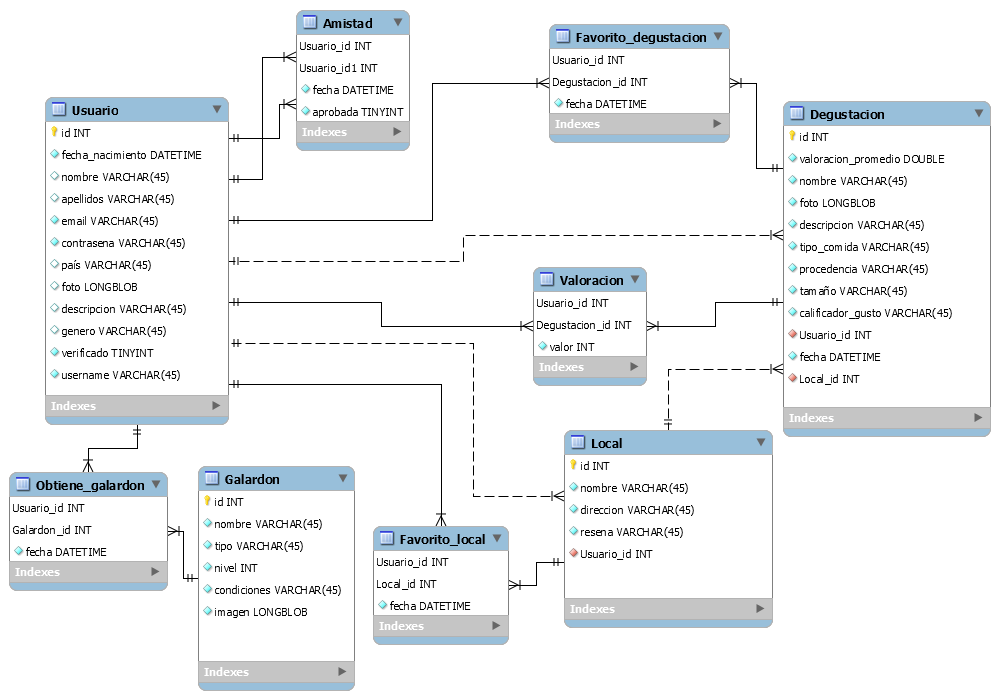 Amistad
Usuario_id INT
Usuario_id1 INT
fecha DATETIME
aprobada TINYINT
Indexes
Favorito_degustacion
Usuario_id INT
Degustacion_id INT
fecha DATETIME
Indexes
Usuario
id INT
fecha_nacimiento DATETIME
nombre VARCHAR(45)
apellidos VARCHAR(45)
email VARCHAR(45)
contrasena VARCHAR(45)
país VARCHAR(45)
foto LONGBLOB
descripcion VARCHAR(45)
genero VARCHAR(45)
verificado TINYINT
username VARCHAR(45)
Indexes
Degustacion
id INT
valoracion_promedio DOUBLE
nombre VARCHAR(45)
foto LONGBLOB
descripcion VARCHAR(45)
tipo_comida VARCHAR(45)
procedencia VARCHAR(45)
tamaño VARCHAR(45)
calificador_gusto VARCHAR(45)
Usuario_id INT
fecha DATETIME
Local_id INT
Indexes
Valoracion
Usuario_id INT
Degustacion_id INT
valor INT
Indexes
Local
id INT
nombre VARCHAR(45)
direccion VARCHAR(45)
resena VARCHAR(45)
Usuario_id INT
Indexes
Obtiene_galardon
Usuario_id INT
Galardon_id INT
fecha DATETIME
Indexes
Galardon
id INT
nombre VARCHAR(45)
tipo VARCHAR(45)
nivel INT
condiciones VARCHAR(45)
imagen LONGBLOB
Indexes
Favorito_local
Usuario_id INT
Local_id INT
fecha DATETIME
Indexes